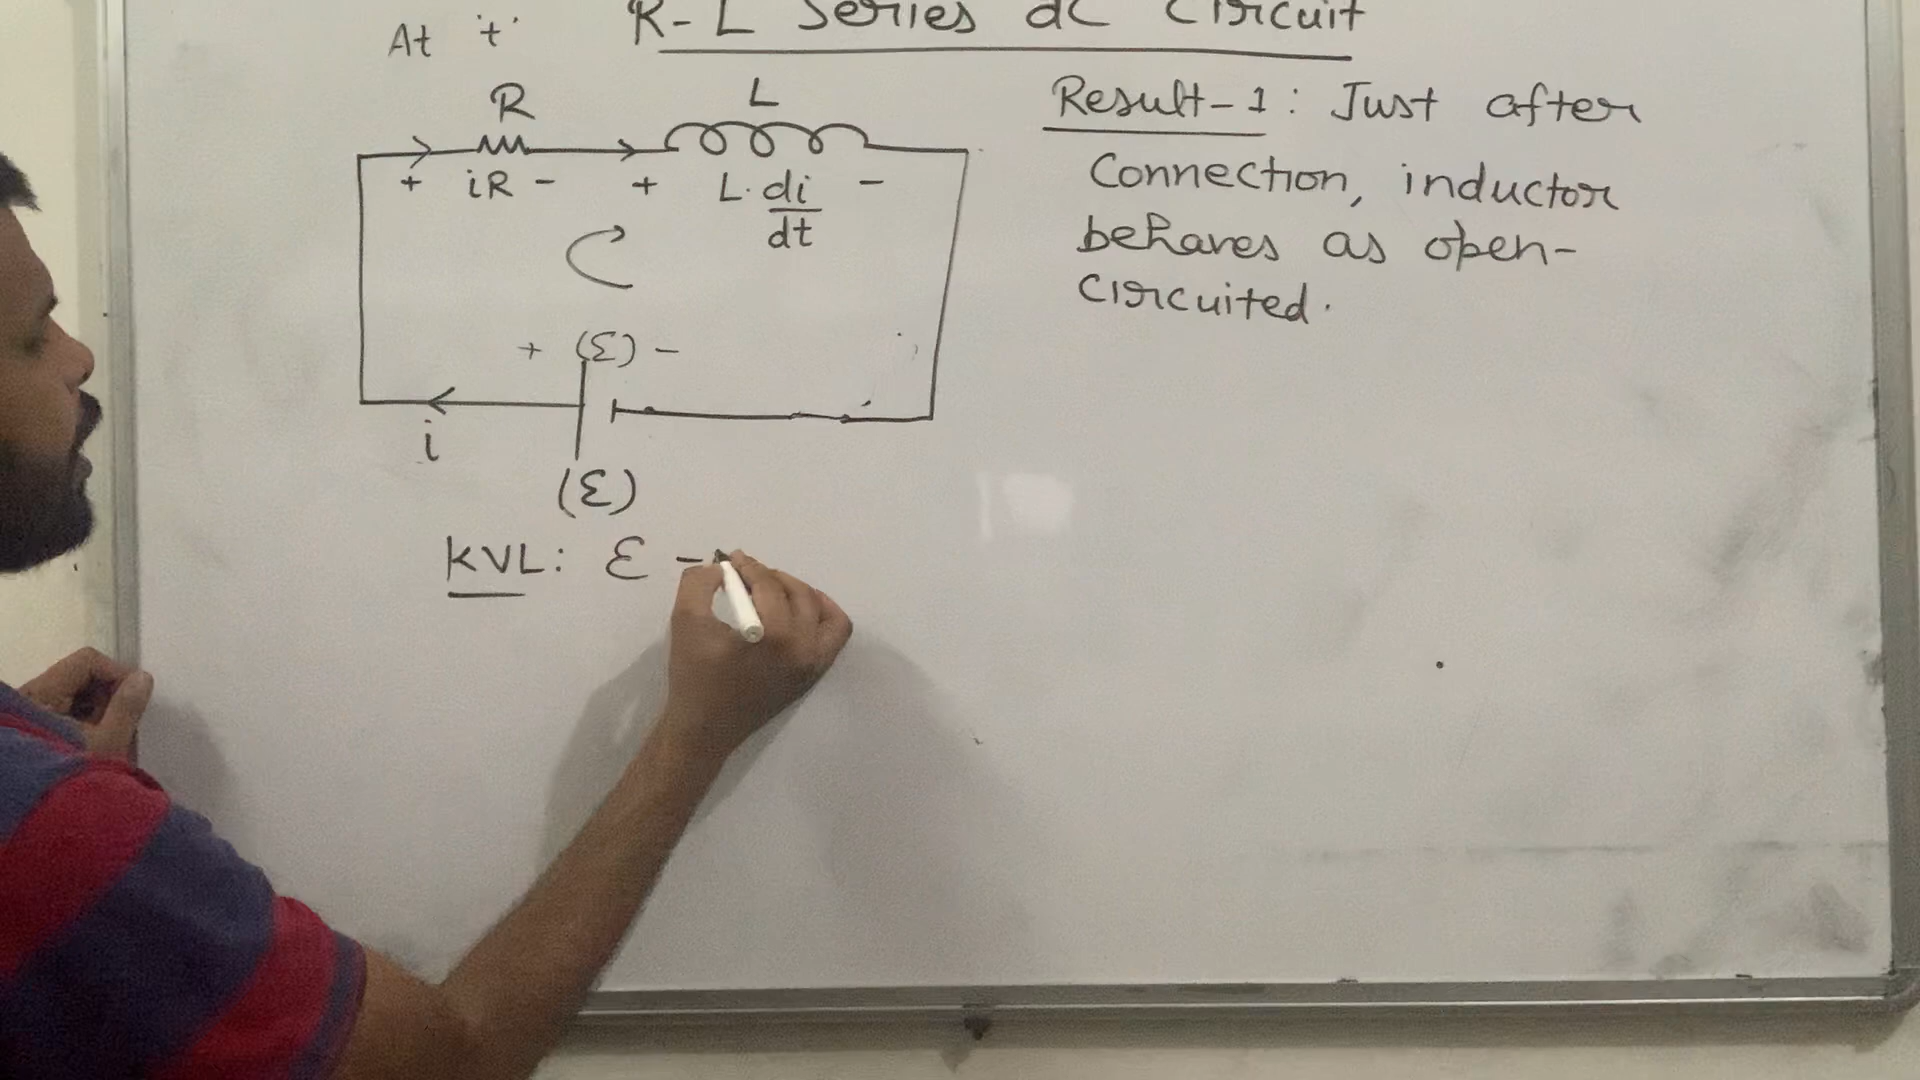 At 't'
R-L Series dC Circuit
R
L
+ iR - + L. di/dt -
+ (Ɛ) -
i
(Ɛ)
KVL: Ɛ -
Result-1: Just after
Connection, inductor
behaves as open-
Circuited.